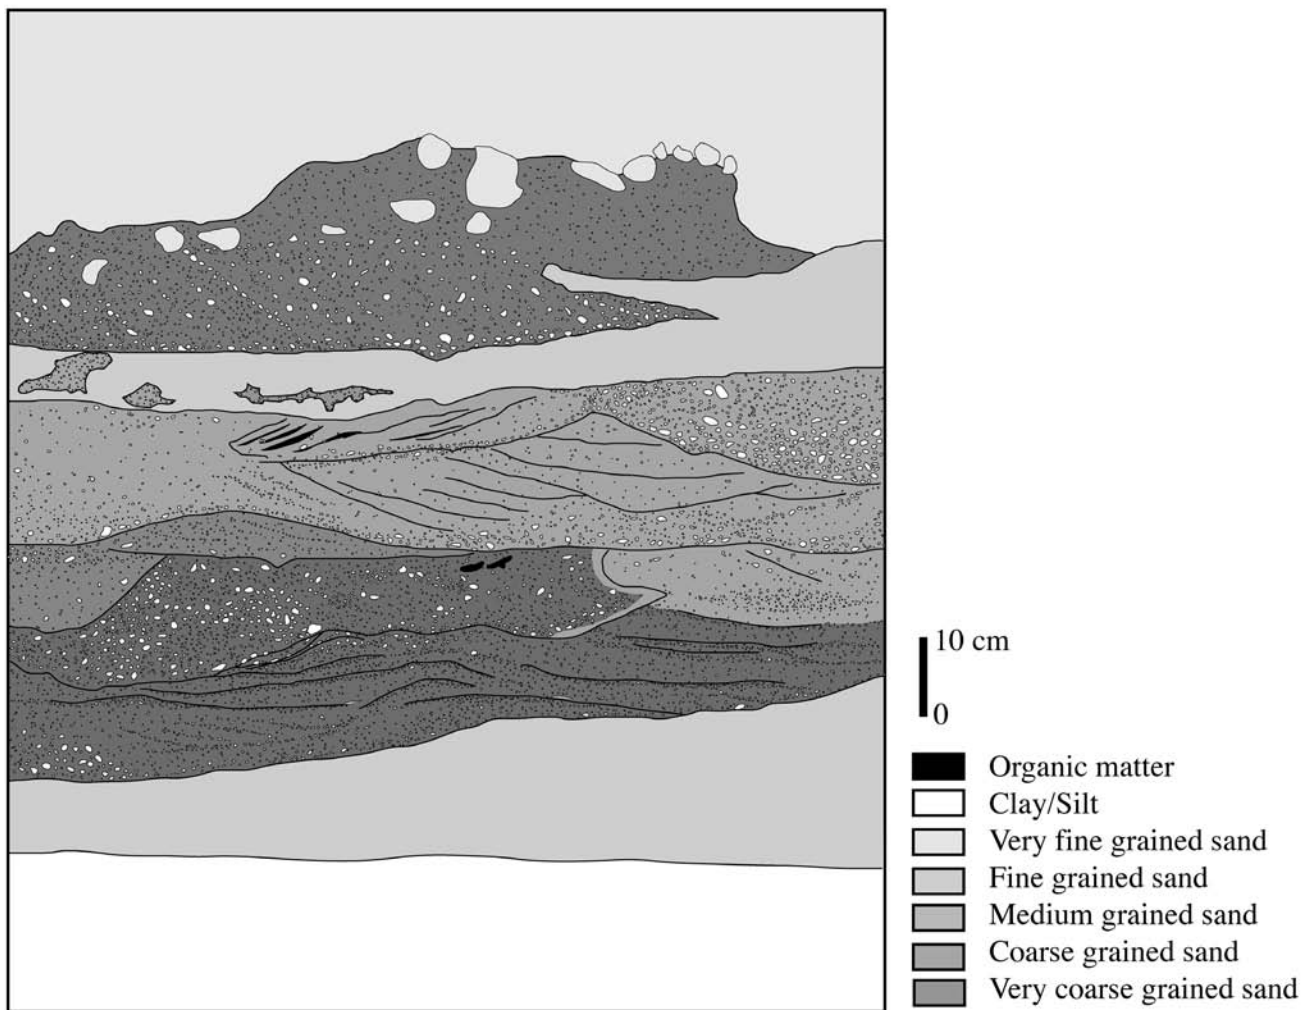 10 cm
0
Organic matter
Clay/Silt
Very fine grained sand
Fine grained sand
Medium grained sand
Coarse grained sand
Very coarse grained sand